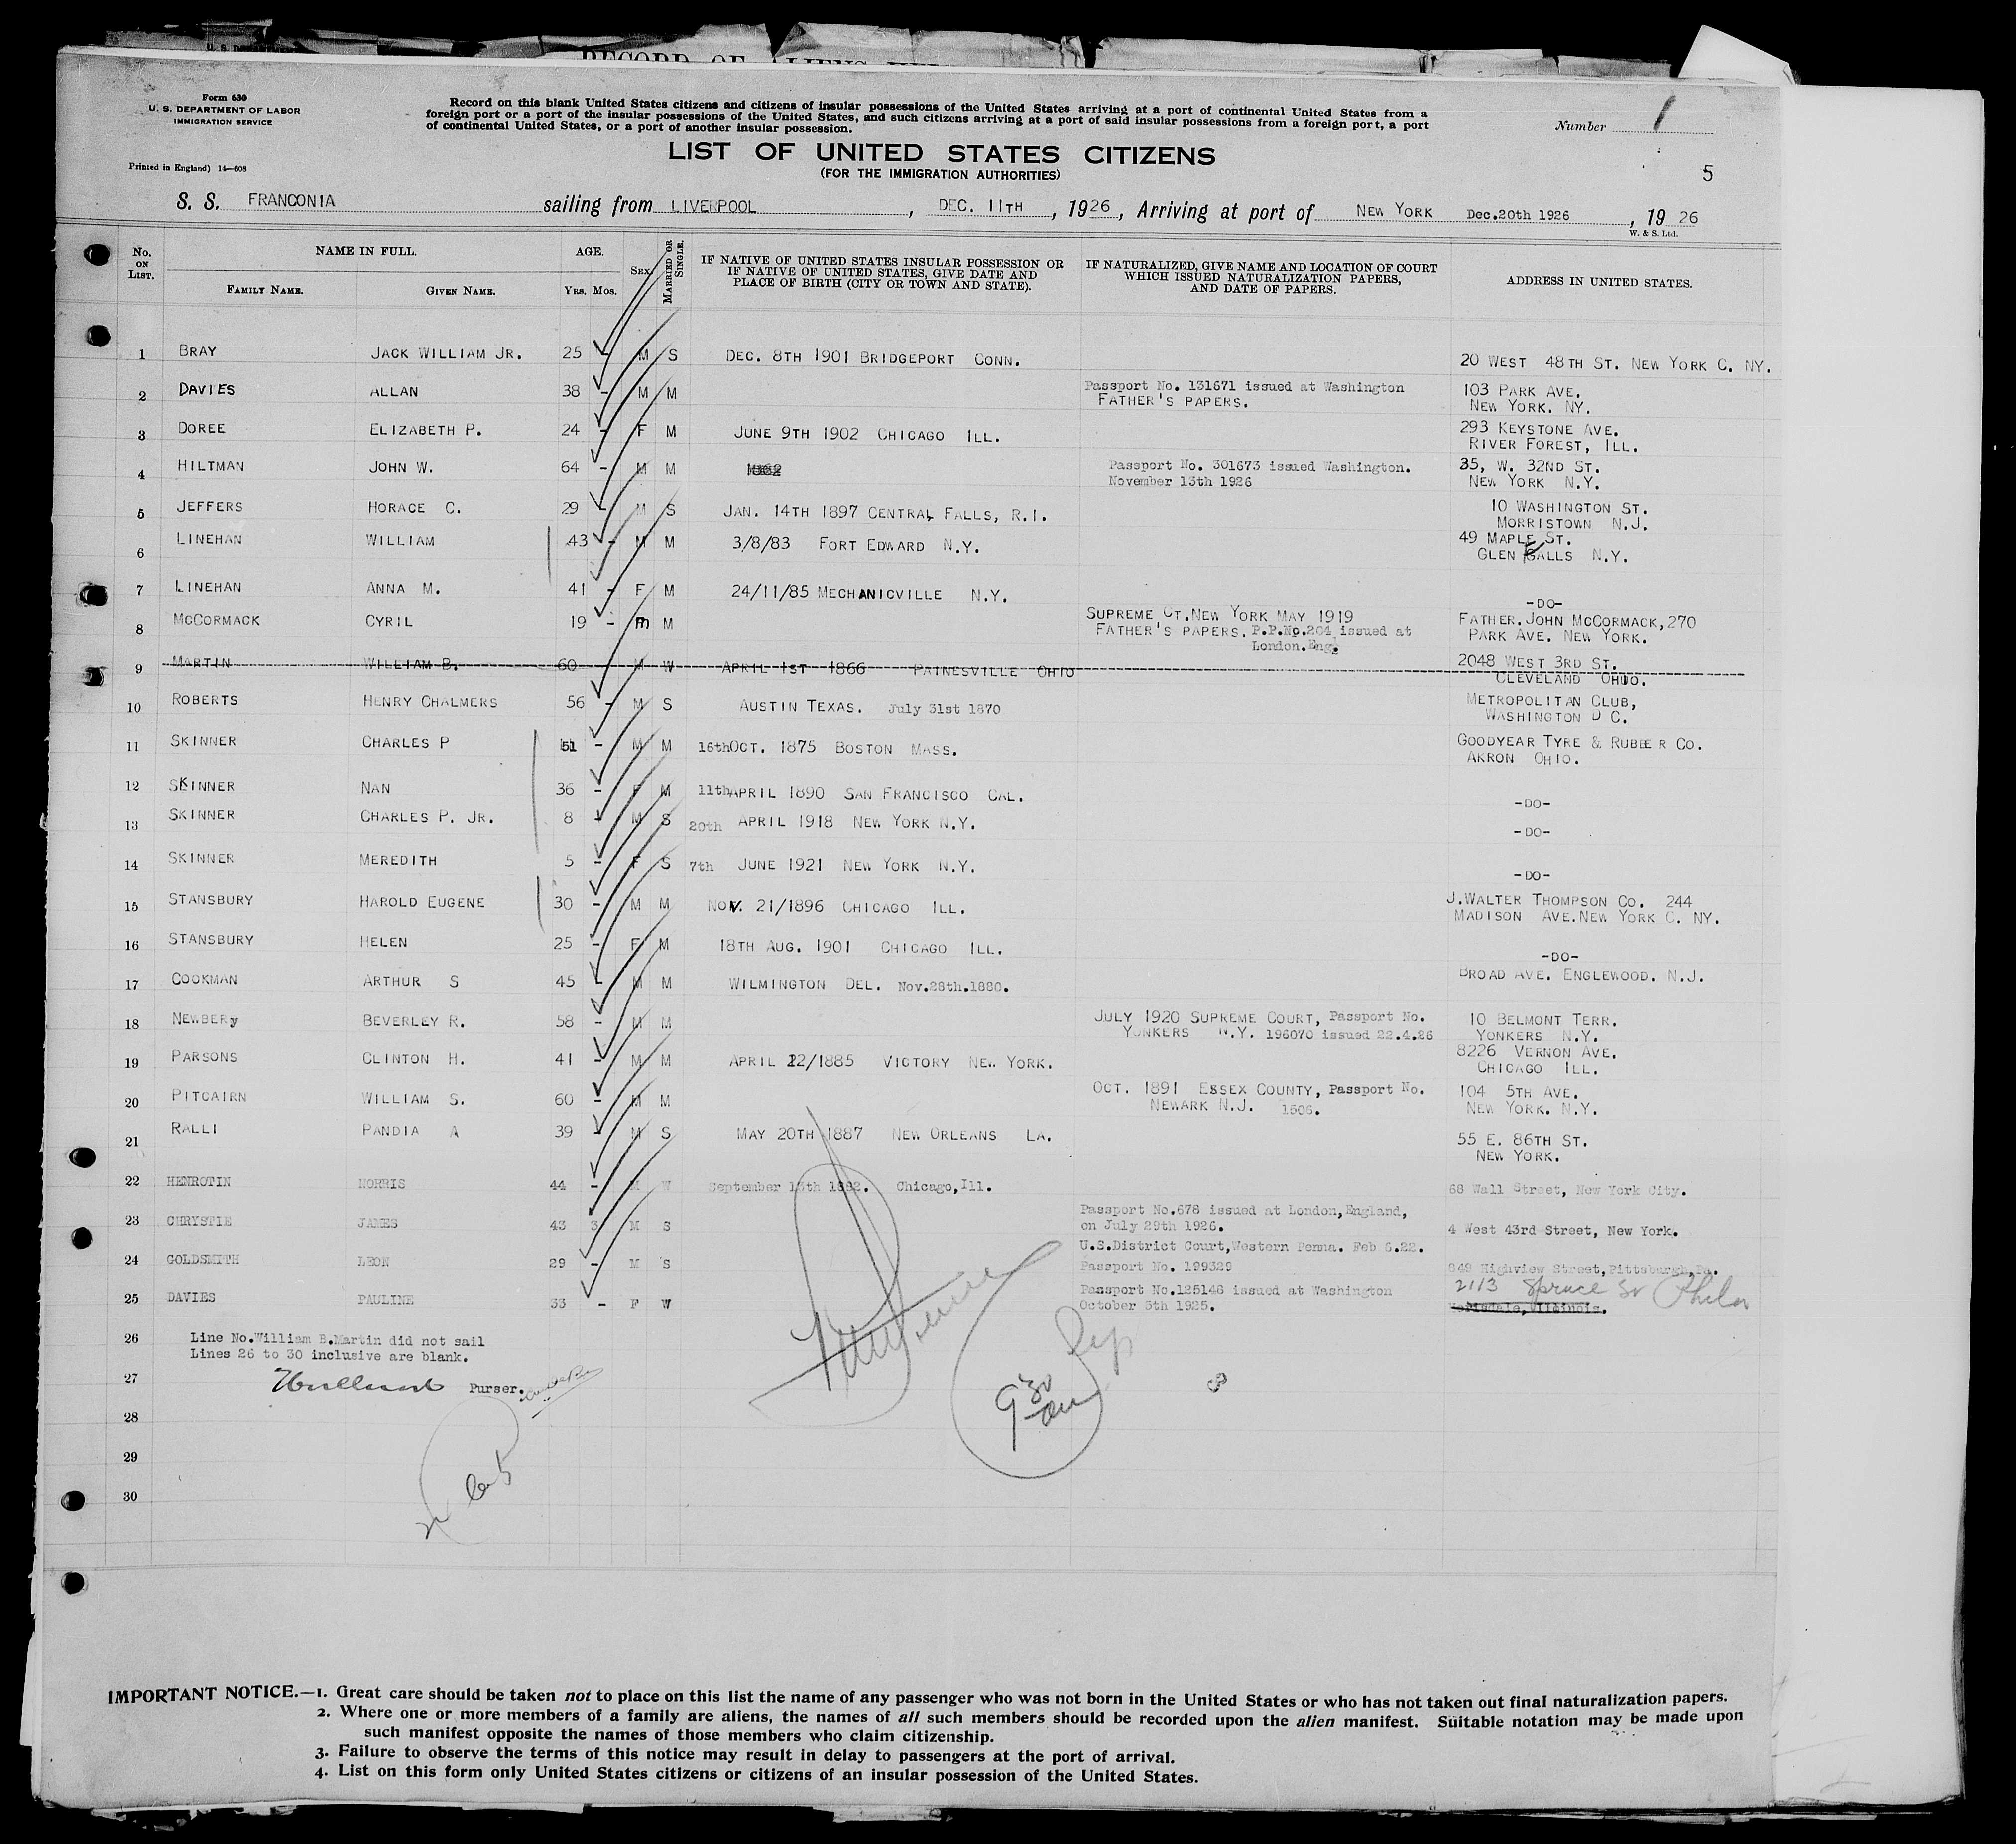 RECORD OF ALIENS
Form 630
U. S. DEPARTMENT OF LABOR
IMMIGRATION SERVICE
Printed in England) 14—608
Record on this blank United States citizens and citizens of insular possessions of the United States arriving at a port of continental United States from a
foreign port or a port of the insular possessions of the United States, and such citizens arriving at a port of said insular possessions from a foreign port, a port
of continental United States, or a port of another insular possession.
Number 1
LIST OF UNITED STATES CITIZENS
(FOR THE IMMIGRATION AUTHORITIES)
5
S. S. FRANCONIA sailing from LIVERPOOL, DEC. 11TH, 1926, Arriving at port of NEW YORK Dec.20th 1926, 1926
W. & S. Ltd.
No. ON LIST. NAME IN FULL. FAMILY NAME. GIVEN NAME. AGE. YRS. MOS. SEX MARRIED OR SINGLE. IF NATIVE OF UNITED STATES INSULAR POSSESSION OR IF NATIVE OF UNITED STATES, GIVE DATE AND PLACE OF BIRTH (CITY OR TOWN AND STATE). IF NATURALIZED, GIVE NAME AND LOCATION OF COURT WHICH ISSUED NATURALIZATION PAPERS, AND DATE OF PAPERS. ADDRESS IN UNITED STATES.
1 BRAY JACK WILLIAM JR. 25 - M S DEC. 8TH 1901 BRIDGEPORT CONN. 20 WEST 48TH ST. NEW YORK C. NY.
2 DAVIES ALLAN 38 - M M Passport No. 131671 issued at Washington FATHER'S PAPERS. 103 PARK AVE. NEW YORK. NY.
3 DOREE ELIZABETH P. 24 - F M JUNE 9TH 1902 CHICAGO ILL. 293 KEYSTONE AVE. RIVER FOREST, ILL.
4 HILTMAN JOHN W. 64 - M M Passport No. 301673 issued Washington. November 13th 1926 35, W. 32ND ST. NEW YORK N.Y.
5 JEFFERS HORACE C. 29 - M S JAN. 14TH 1897 CENTRAL FALLS, R.I. 10 WASHINGTON ST. MORRISTOWN N.J.
6 LINEHAN WILLIAM 43 - M M 3/8/83 FORT EDWARD N.Y. 49 MAPLE ST. GLEN FALLS N.Y.
7 LINEHAN ANNA M. 41 - F M 24/11/85 MECHANICVILLE N.Y. -DO-
8 MCCORMACK CYRIL 19 - M M SUPREME CT. NEW YORK MAY 1919 FATHER'S PAPERS. P.P.No.204 issued at London.Eng. FATHER. JOHN MCCORMACK, 270 PARK AVE. NEW YORK.
9 MARTIN WILLIAM B. 60 - M W APRIL 1ST 1866 PAINESVILLE OHIO 2048 WEST 3RD ST. CLEVELAND OHIO.
10 ROBERTS HENRY CHALMERS 56 - M S AUSTIN TEXAS. July 31st 1870 METROPOLITAN CLUB, WASHINGTON D C.
11 SKINNER CHARLES P 51 - M M 16th OCT. 1875 BOSTON MASS. GOODYEAR TYRE & RUBBER CO. AKRON OHIO.
12 SKINNER NAN 36 - F M 11th APRIL 1890 SAN FRANCISCO CAL. -DO-
13 SKINNER CHARLES P. JR. 8 - M S 20th APRIL 1918 NEW YORK N.Y. -DO-
14 SKINNER MEREDITH 5 - F S 7th JUNE 1921 NEW YORK N.Y. -DO-
15 STANSBURY HAROLD EUGENE 30 - M M NOV. 21/1896 CHICAGO ILL. J. WALTER THOMPSON CO. 244 MADISON AVE. NEW YORK C. NY.
16 STANSBURY HELEN 25 - F M 18TH AUG. 1901 CHICAGO ILL. -DO-
17 COOKMAN ARTHUR S 45 - M M WILMINGTON DEL. Nov.28th.1880. BROAD AVE. ENGLEWOOD. N.J.
18 NEWBERY BEVERLEY R. 58 - M M JULY 1920 SUPREME COURT, Passport No. YONKERS N.Y. 196070 issued 22.4.26 10 BELMONT TERR. YONKERS N.Y.
19 PARSONS CLINTON H. 41 - M M APRIL 22/1885 VICTORY NEW YORK. 8226 VERNON AVE. CHICAGO ILL.
20 PITCAIRN WILLIAM S. 60 - M M OCT. 1891 ESSEX COUNTY, Passport No. NEWARK N.J. 1506. 104 5TH AVE. NEW YORK. N.Y.
21 RALLI PANDIA A 39 M S MAY 20TH 1887 NEW ORLEANS LA. 55 E. 86TH ST. NEW YORK.
22 HENROTIN NORRIS 44 - M W September 15th 1882. Chicago, Ill. 68 Wall Street, New York City.
23 CHRYSTIE JAMES 43 3 M S Passport No.678 issued at London, England, on July 29th 1926. 4 West 43rd Street, New York.
24 GOLDSMITH LEON 29 - M S U.S.District Court, Western Penna. Feb 6.22. Passport No. 199329 949 Highview Street, Pittsburgh, Pa.
25 DAVIES PAULINE 33 - F W Passport No.125148 issued at Washington October 5th 1925. 2113 Spruce St Phila Illinois.
26 Line No. William B. Martin did not sail
Lines 26 to 30 inclusive are blank.
27 Purser.
28
29
30
9 30 am
IMPORTANT NOTICE.—1. Great care should be taken not to place on this list the name of any passenger who was not born in the United States or who has not taken out final naturalization papers.
2. Where one or more members of a family are aliens, the names of all such members should be recorded upon the alien manifest. Suitable notation may be made upon
such manifest opposite the names of those members who claim citizenship.
3. Failure to observe the terms of this notice may result in delay to passengers at the port of arrival.
4. List on this form only United States citizens or citizens of an insular possession of the United States.